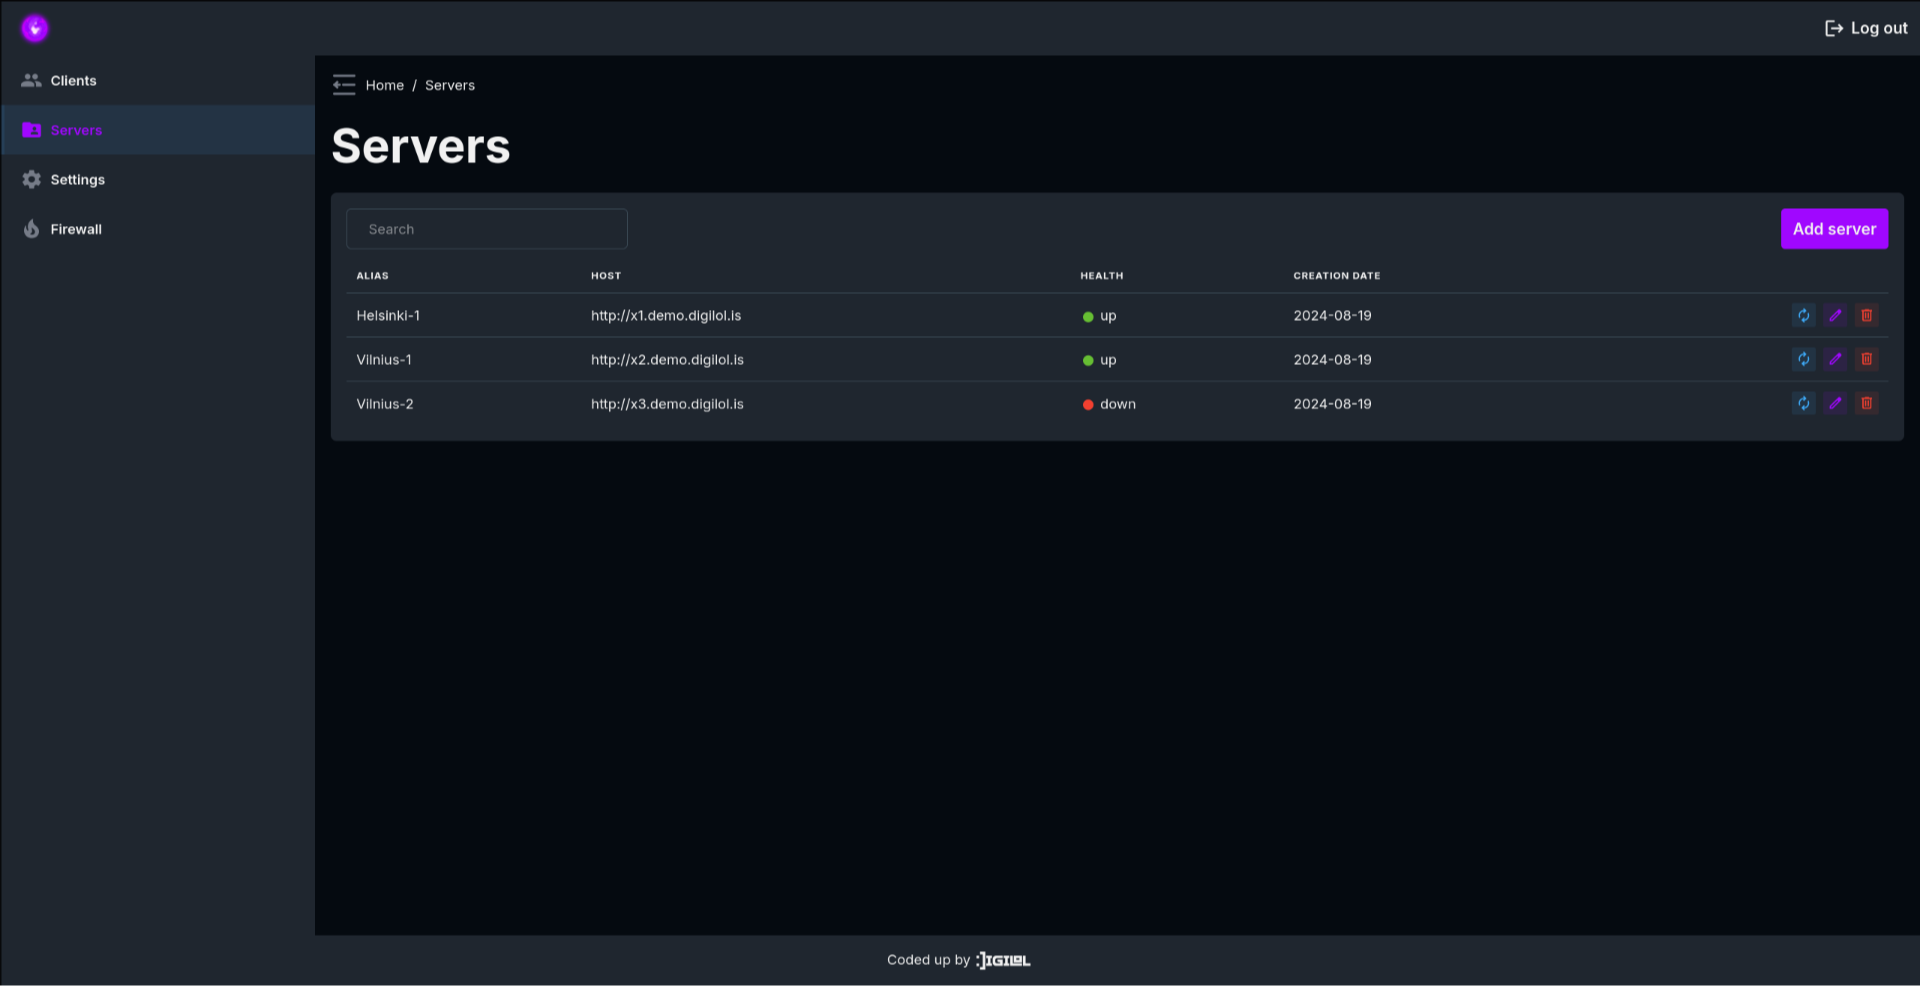 Log out
Clients
Servers
Settings
Firewall
Home / Servers
Servers
Search
Add server
ALIAS HOST HEALTH CREATION DATE
Helsinki-1 http://x1.demo.digilol.is up 2024-08-19
Vilnius-1 http://x2.demo.digilol.is up 2024-08-19
Vilnius-2 http://x3.demo.digilol.is down 2024-08-19
Coded up by :]IGILOL